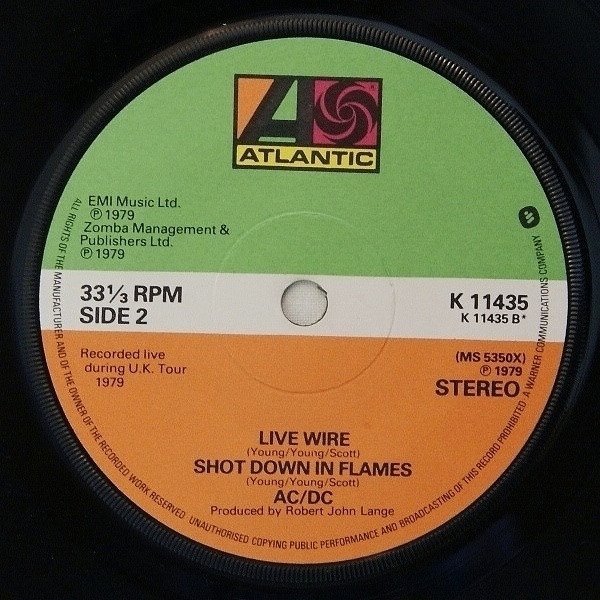 ATLANTIC
EMI Music Ltd.
Ⓟ 1979
Zomba Management &
Publishers Ltd.
Ⓟ 1979
33⅓ RPM
SIDE 2
K 11435
K 11435 B*
Recorded live
during U.K. Tour
1979
(MS 5350X)
Ⓟ 1979
STEREO
LIVE WIRE
(Young/Young/Scott)
SHOT DOWN IN FLAMES
(Young/Young/Scott)
AC/DC
Produced by Robert John Lange
ALL RIGHTS OF THE MANUFACTURER AND OF THE OWNER OF THE RECORDED WORK RESERVED UNAUTHORISED COPYING PUBLIC PERFORMANCE AND BROADCASTING OF THIS RECORD PROHIBITED A WARNER COMMUNICATIONS COMPANY